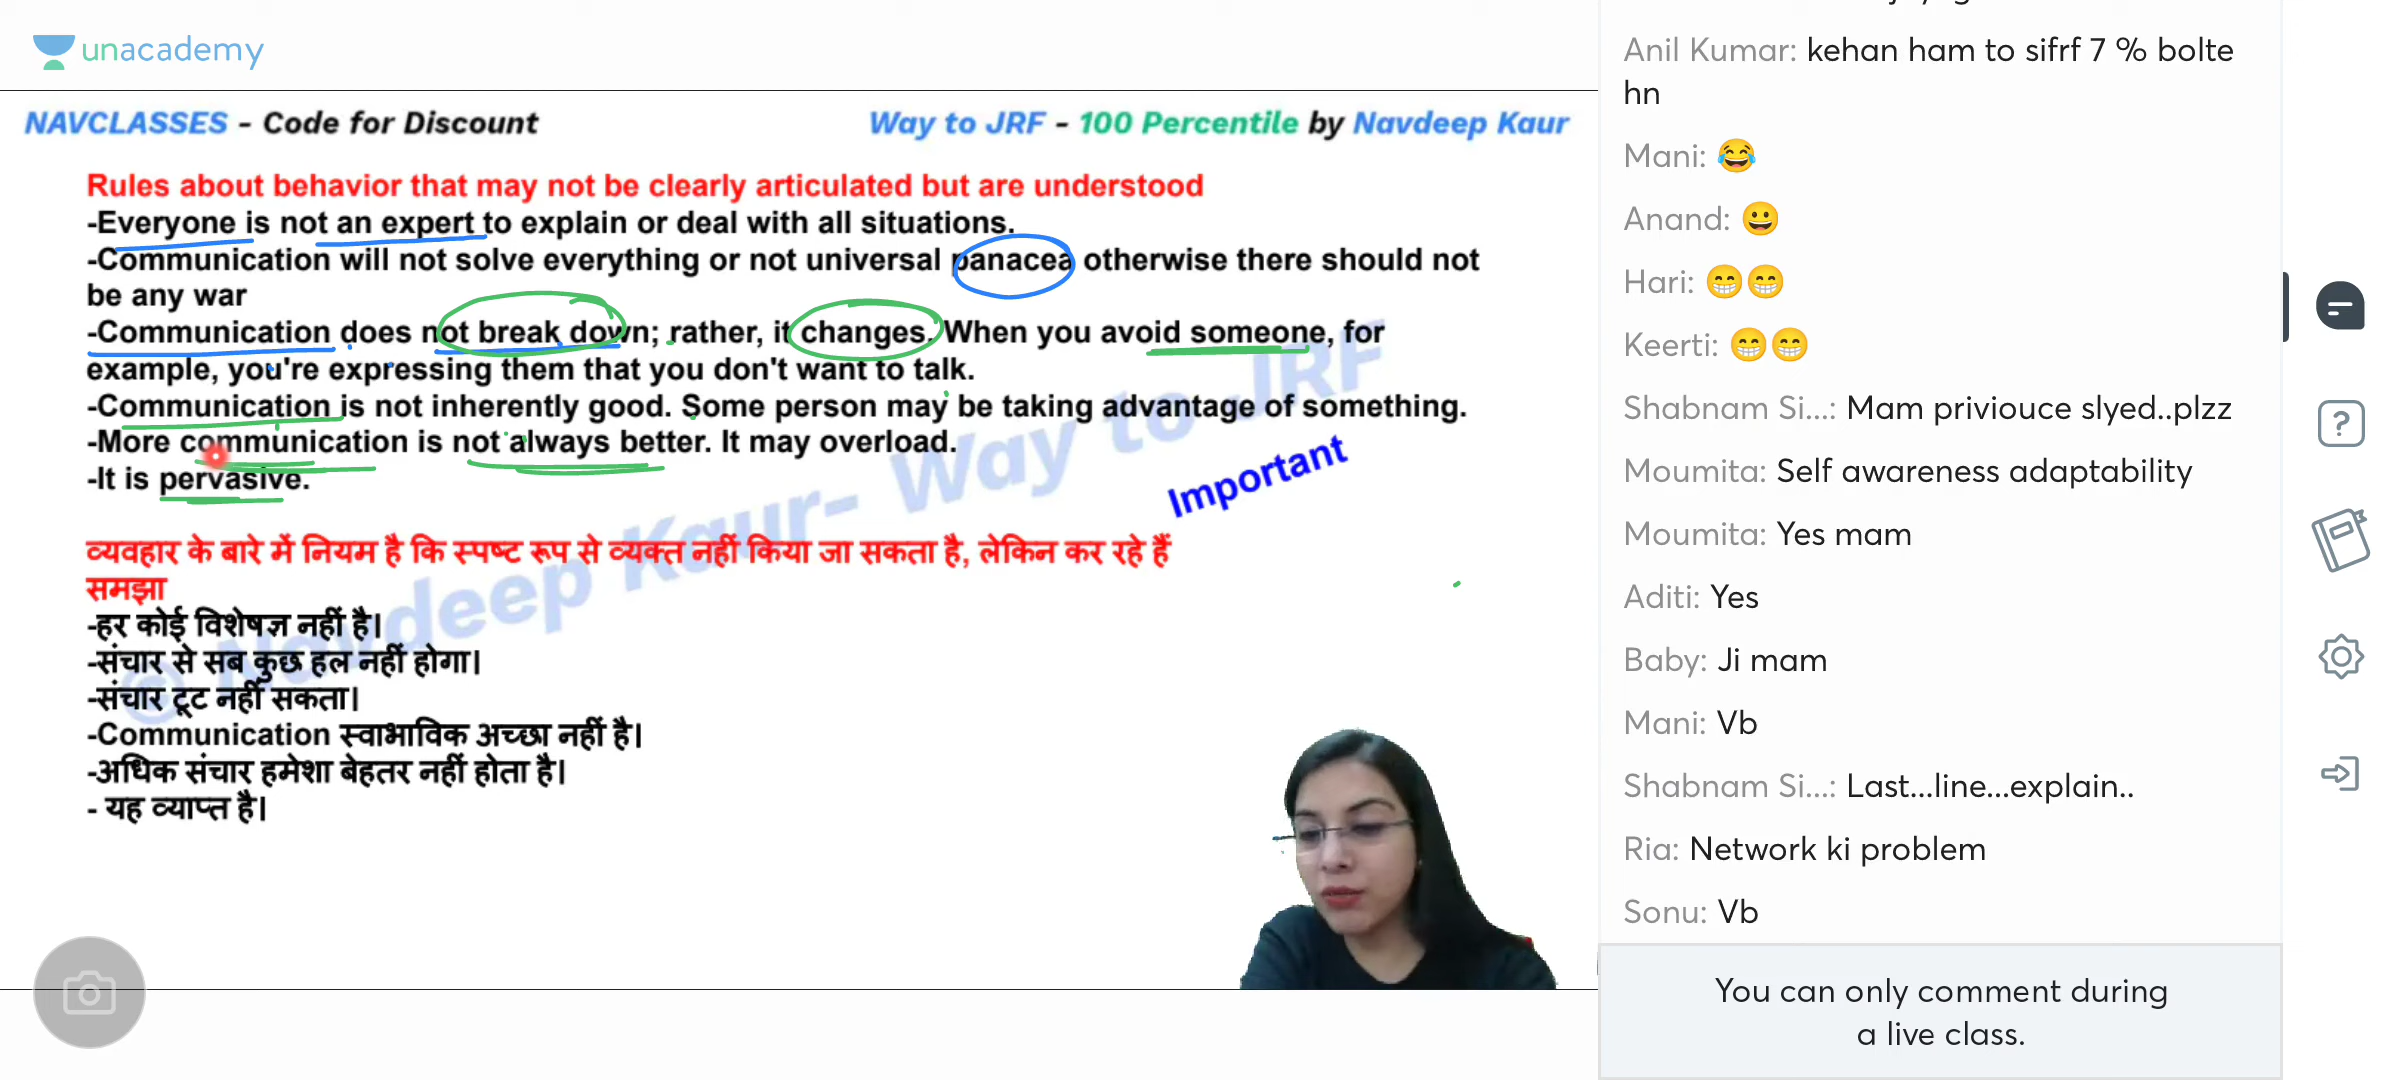 unacademy
NAVCLASSES - Code for Discount
Way to JRF - 100 Percentile by Navdeep Kaur
Rules about behavior that may not be clearly articulated but are understood
-Everyone is not an expert to explain or deal with all situations.
-Communication will not solve everything or not universal panacea otherwise there should not
be any war
-Communication does not break down; rather, it changes. When you avoid someone, for
example, you're expressing them that you don't want to talk.
-Communication is not inherently good. Some person may be taking advantage of something.
-More communication is not always better. It may overload.
-It is pervasive.
Important
© Navdeep Kaur- Way to JRF
व्यवहार के बारे में नियम है कि स्पष्ट रूप से व्यक्त नहीं किया जा सकता है, लेकिन कर रहे हैं
समझा
-हर कोई विशेषज्ञ नहीं है।
-संचार से सब कुछ हल नहीं होगा।
-संचार टूट नहीं सकता।
-Communication स्वाभाविक अच्छा नहीं है।
-अधिक संचार हमेशा बेहतर नहीं होता है।
- यह व्याप्त है।
Anil Kumar: kehan ham to sifrf 7 % bolte
hn
Mani: 😂
Anand: 😀
Hari: 😁😁
Keerti: 😁😁
Shabnam Si...: Mam priviouce slyed..plzz
Moumita: Self awareness adaptability
Moumita: Yes mam
Aditi: Yes
Baby: Ji mam
Mani: Vb
Shabnam Si...: Last...line...explain..
Ria: Network ki problem
Sonu: Vb
You can only comment during
a live class.